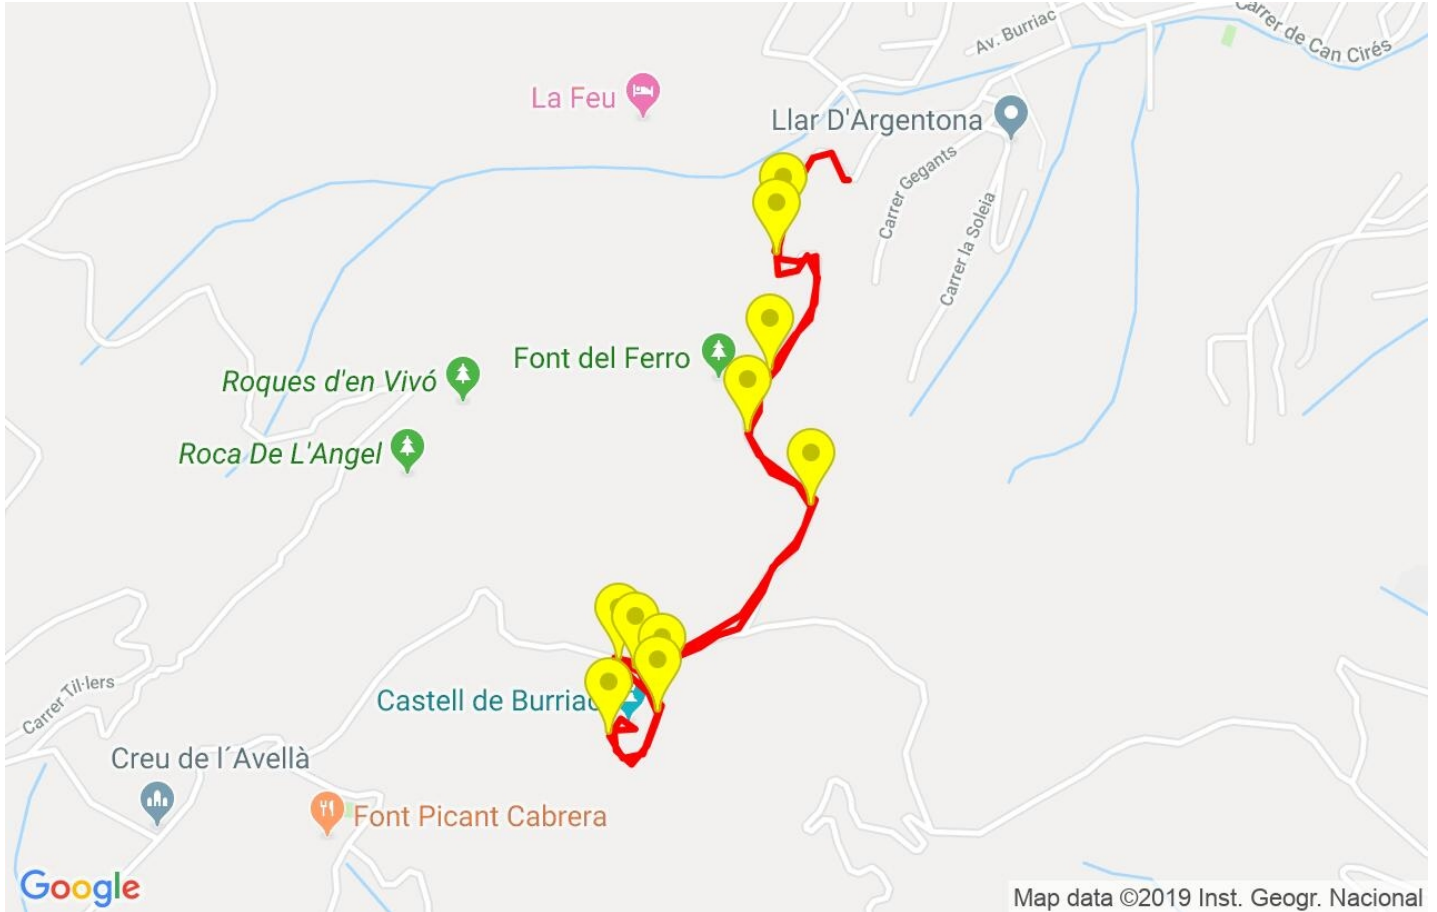 Carrer de Can Cirés
Av. Burriac
La Feu
Llar D'Argentona
Carrer Gegants
Carrer la Soleia
Font del Ferro
Roques d'en Vivó
Roca De L'Angel
Carrer Til·lers
Castell de Burriac
Creu de l´Avellà
Font Picant Cabrera
Google
Map data ©2019 Inst. Geogr. Nacional